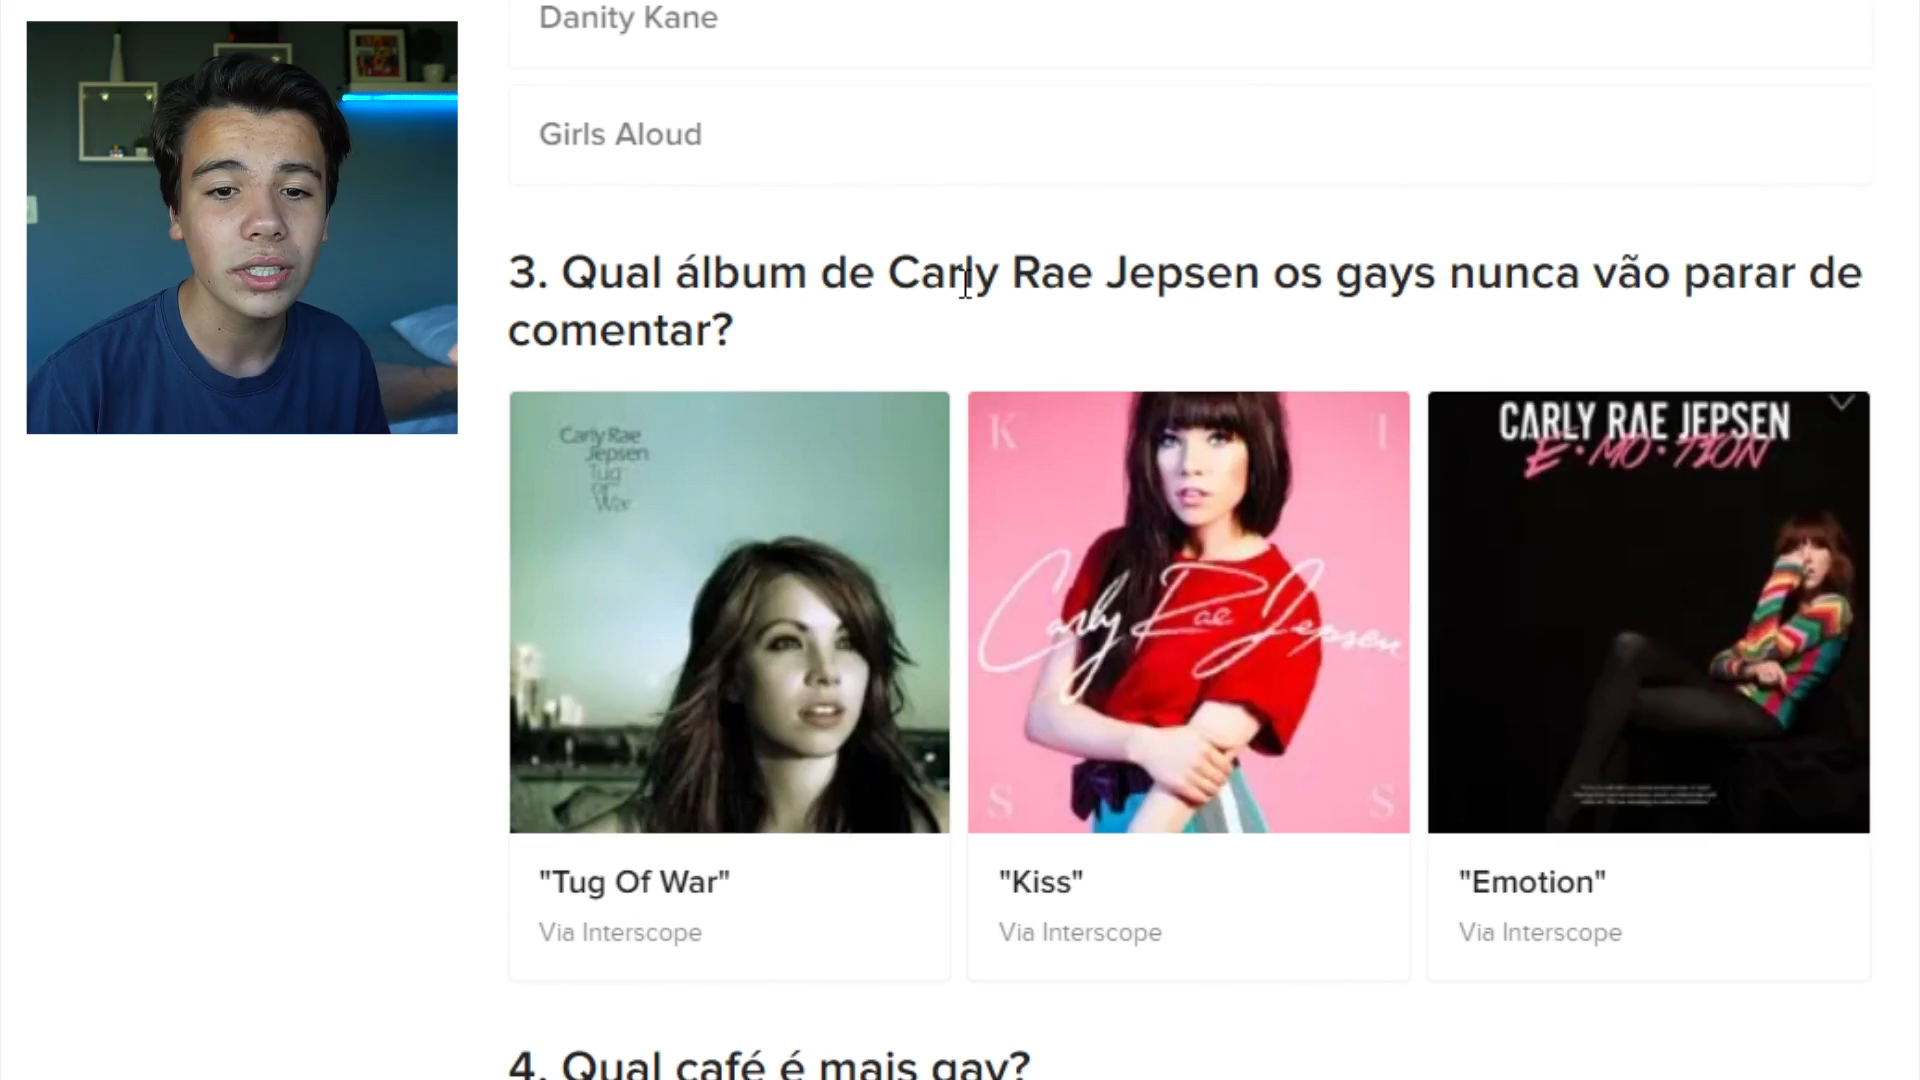 Danity Kane
Girls Aloud
3. Qual álbum de Carly Rae Jepsen os gays nunca vão parar de
comentar?
Carly Rae
Jepsen
Tug
of
War
K I
Carly Rae Jepsen
S S
CARLY RAE JEPSEN
E·MO·TION
"Tug Of War"
Via Interscope
"Kiss"
Via Interscope
"Emotion"
Via Interscope
4. Qual café é mais gay?